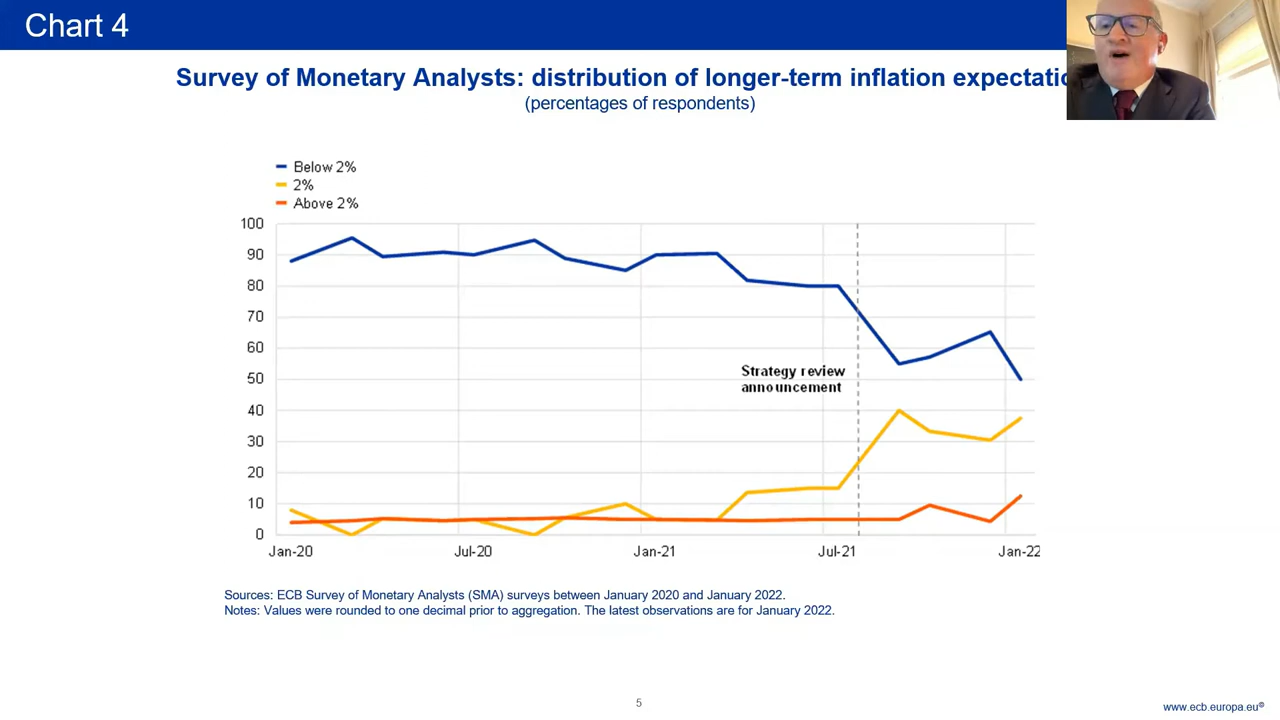 Chart 4
Survey of Monetary Analysts: distribution of longer-term inflation
(percentages of respondents)
Below 2%
2%
Above 2%
100
90
80
70
60
50
40
30
20
10
0
Strategy review
announcement
Jan-20 Jul-20 Jan-21 Jul-21 Jan-22
Sources: ECB Survey of Monetary Analysts (SMA) surveys between January 2020 and January 2022.
Notes: Values were rounded to one decimal prior to aggregation. The latest observations are for January 2022.
5
www.ecb.europa.eu©